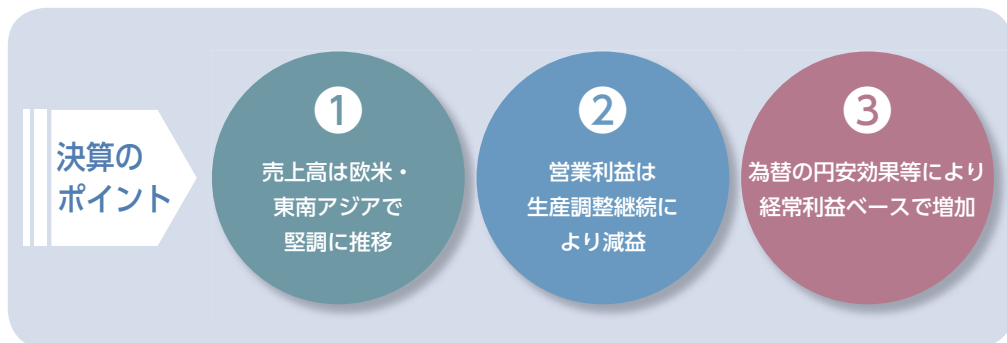 決算の
ポイント
1
売上高は欧米・
東南アジアで
堅調に推移
2
営業利益は
生産調整継続に
より減益
3
為替の円安効果等により
経常利益ベースで増加